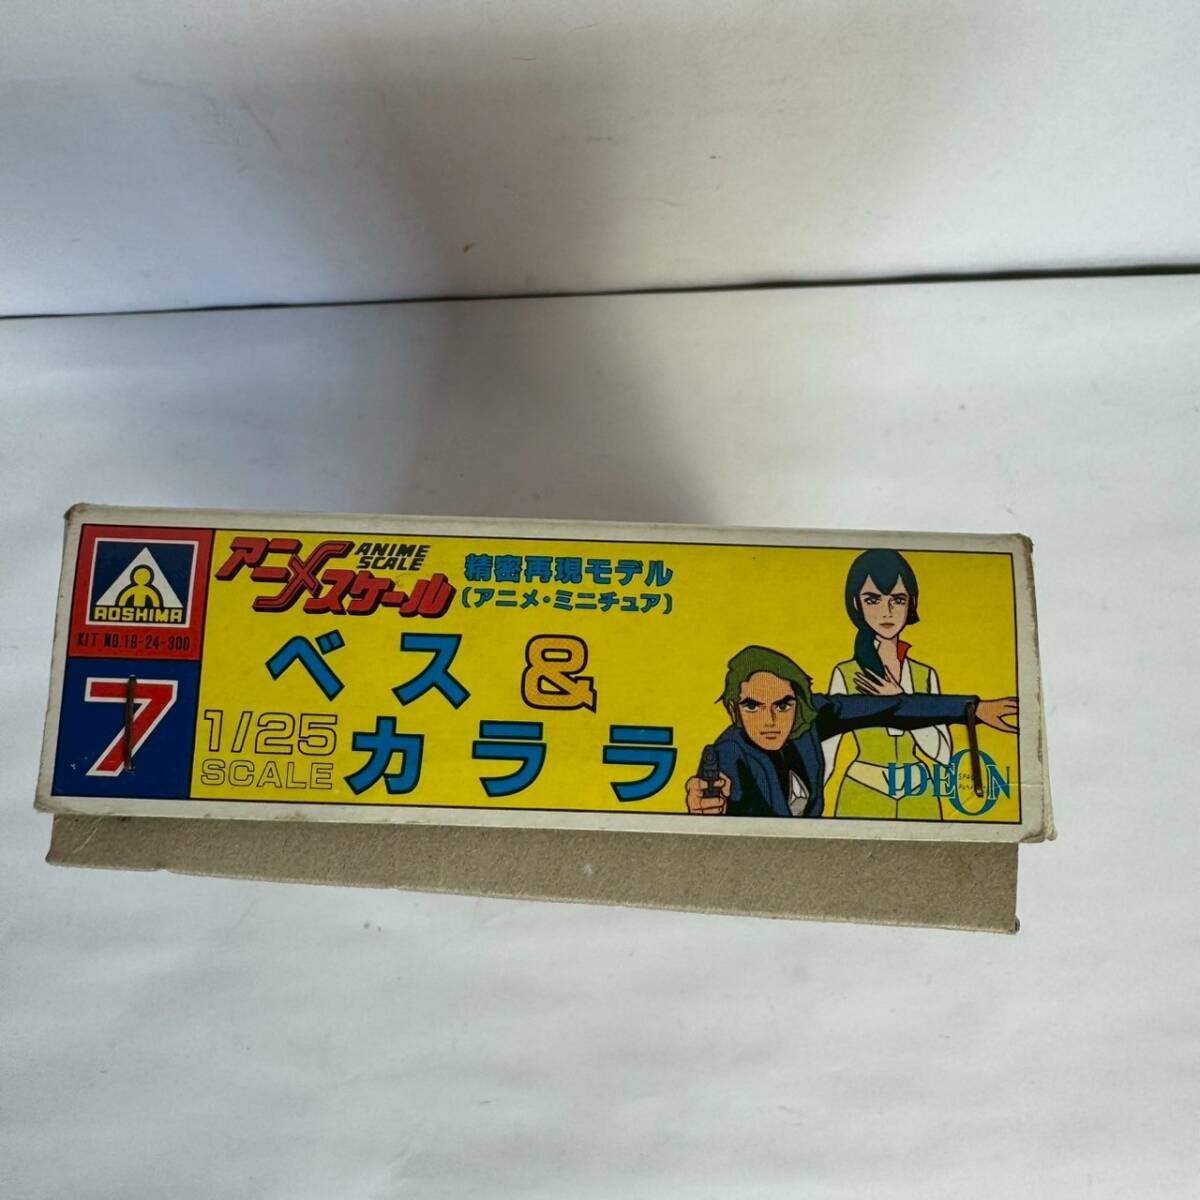 AOSHIMA
KIT NO.16-24-300
7
アニメスケール
ANIME
SCALE
精密再現モデル
(アニメ・ミニチュア)
ベス&
カララ
1/25
SCALE
IDEON